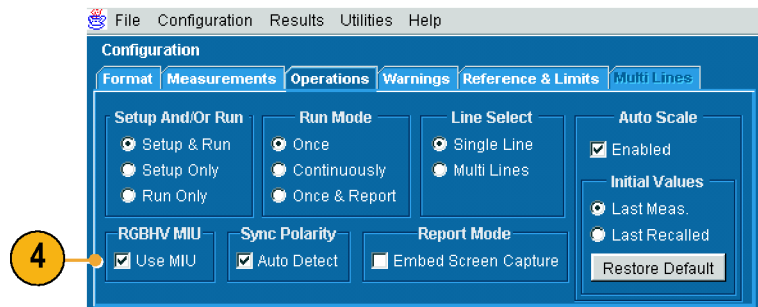 File Configuration Results Utilities Help
Configuration
Format Measurements Operations Warnings Reference & Limits Multi Lines
Setup And/Or Run
Setup & Run
Setup Only
Run Only
Run Mode
Once
Continuously
Once & Report
Line Select
Single Line
Multi Lines
Auto Scale
Enabled
Initial Values
Last Meas.
Last Recalled
Restore Default
4
RGBHV MIU
Use MIU
Sync Polarity
Auto Detect
Report Mode
Embed Screen Capture